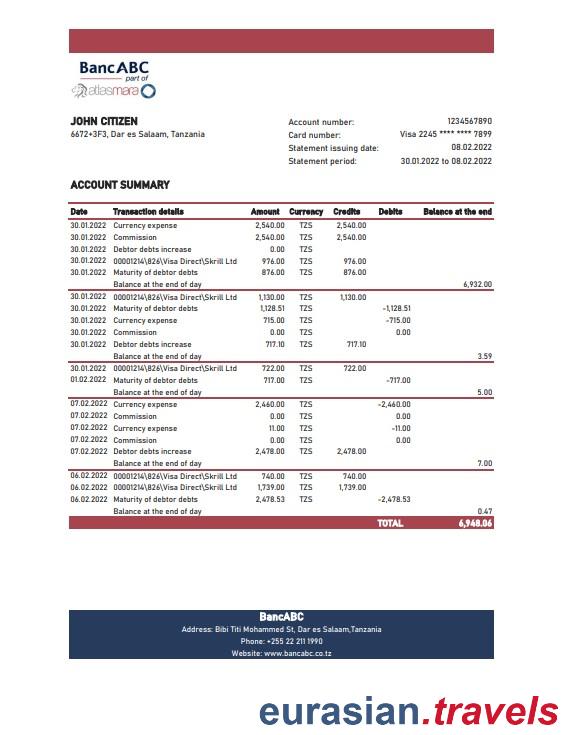 BancABC
part of
atlasmara
JOHN CITIZEN
6672+3F3, Dar es Salaam, Tanzania
Account number: 1234567890
Card number: Visa 2245 **** **** 7899
Statement issuing date: 08.02.2022
Statement period: 30.01.2022 to 08.02.2022
ACCOUNT SUMMARY
Date Transaction details Amount Currency Credits Debits Balance at the end
30.01.2022 Currency expense 2,540.00 TZS 2,540.00
30.01.2022 Commission 2,540.00 TZS 2,540.00
30.01.2022 Debtor debts increase 0.00 TZS
30.01.2022 00001214\826\Visa Direct\Skrill Ltd 976.00 TZS 976.00
30.01.2022 Maturity of debtor debts 876.00 TZS 876.00
Balance at the end of day 6,932.00
30.01.2022 00001214\826\Visa Direct\Skrill Ltd 1,130.00 TZS 1,130.00
30.01.2022 Maturity of debtor debts 1,128.51 TZS -1,128.51
30.01.2022 Currency expense 715.00 TZS -715.00
30.01.2022 Commission 0.00 TZS 0.00
30.01.2022 Debtor debts increase 717.10 TZS 717.10
Balance at the end of day 3.59
30.01.2022 00001214\826\Visa Direct\Skrill Ltd 722.00 TZS 722.00
01.02.2022 Maturity of debtor debts 717.00 TZS -717.00
Balance at the end of day 5.00
07.02.2022 Currency expense 2,460.00 TZS -2,460.00
07.02.2022 Commission 0.00 TZS 0.00
07.02.2022 Currency expense 11.00 TZS -11.00
07.02.2022 Commission 0.00 TZS 0.00
07.02.2022 Debtor debts increase 2,478.00 TZS 2,478.00
Balance at the end of day 7.00
06.02.2022 00001214\826\Visa Direct\Skrill Ltd 740.00 TZS 740.00
06.02.2022 00001214\826\Visa Direct\Skrill Ltd 1,739.00 TZS 1,739.00
06.02.2022 Maturity of debtor debts 2,478.53 TZS -2,478.53
Balance at the end of day 0.47
TOTAL 6,948.06
BancABC
Address: Bibi Titi Mohammed St, Dar es Salaam,Tanzania
Phone: +255 22 211 1990
Website: www.bancabc.co.tz
eurasian.travels